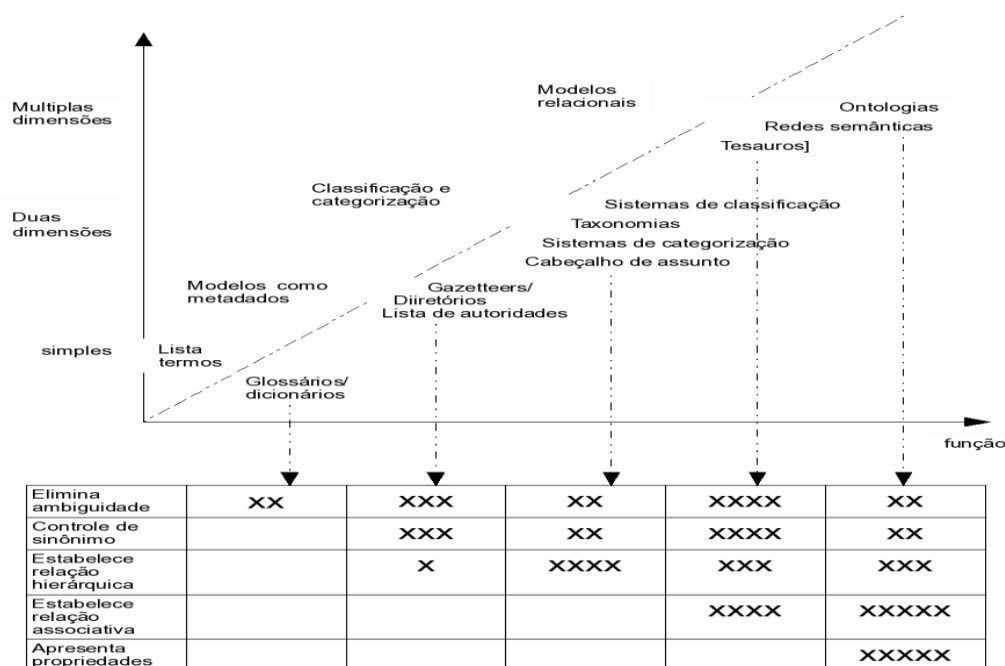 Modelos
relacionais
Multiplas
dimensões
Ontologias
Redes semânticas
Tesauros]
Classificação e
categorização
Duas
dimensões
Sistemas de classificação
Taxonomias
Sistemas de categorização
Cabeçalho de assunto
Modelos como
metadados
Gazetteers/
Diiretórios
Lista de autoridades
simples
Lista
termos
Glossários/
dicionários
função
Elimina
ambiguidade
XX
XXX
XX
XXXX
XX
Controle de
sinônimo
XXX
XX
XXXX
XX
Estabelece
relação
hierárquica
X
XXXX
XXX
XXX
Estabelece
relação
associativa
XXXX
XXXXX
Apresenta
propriedades
XXXXX